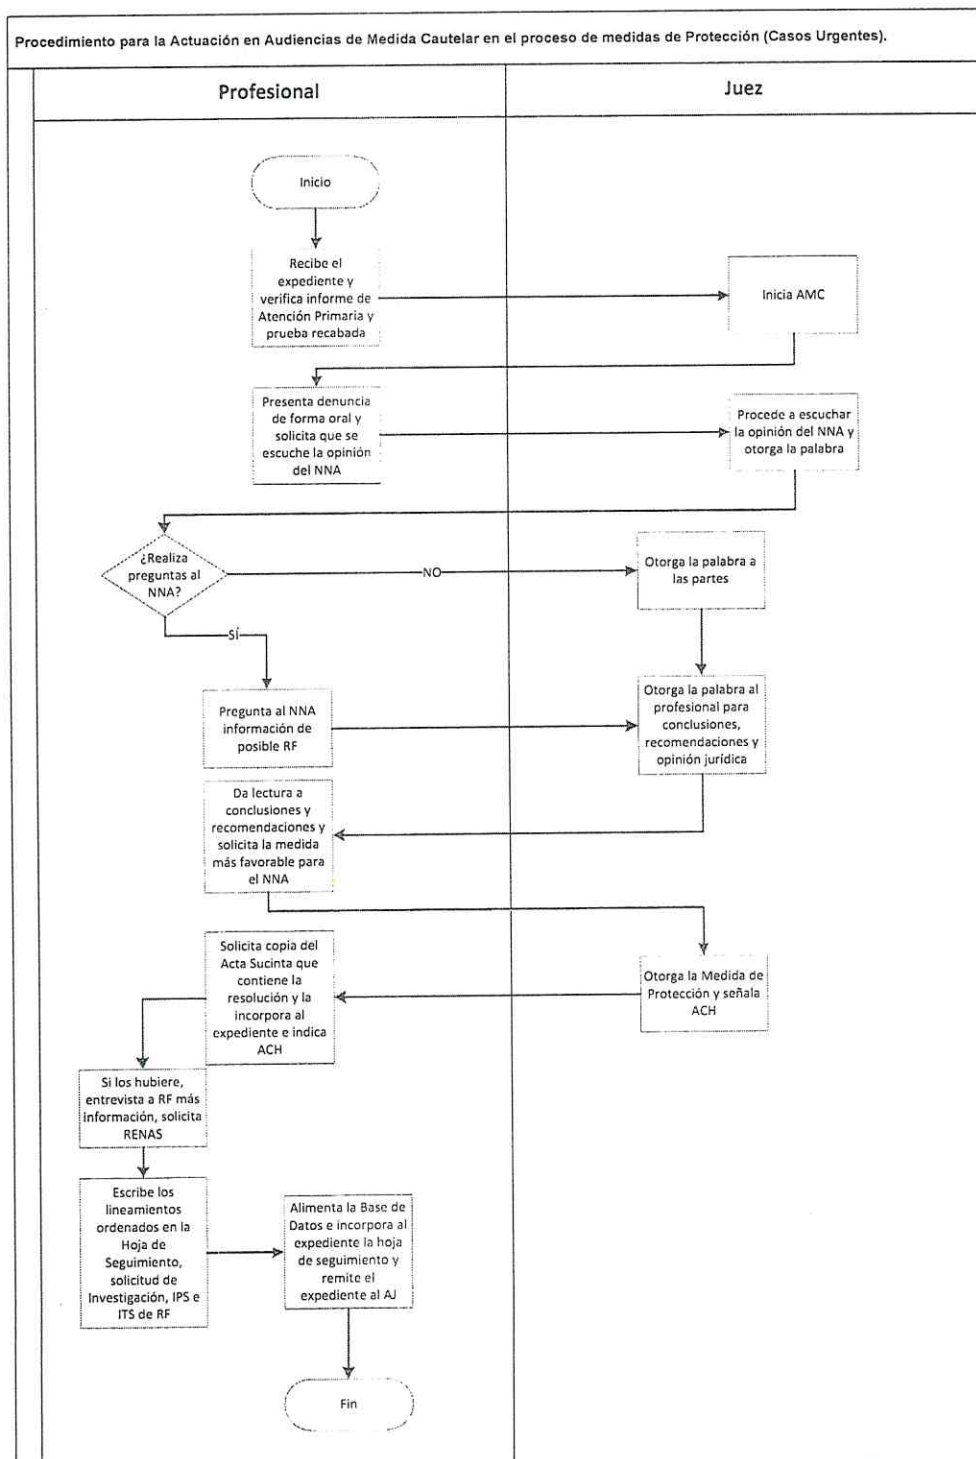 Procedimiento para la Actuación en Audiencias de Medida Cautelar en el proceso de medidas de Protección (Casos Urgentes).
Profesional
Juez
Inicio
Recibe el
expediente y
verifica informe de
Atención Primaria y
prueba recabada
Inicia AMC
Presenta denuncia
de forma oral y
solicita que se
escuche la opinión
del NNA
Procede a escuchar
la opinión del NNA y
otorga la palabra
¿Realiza
preguntas al
NNA?
NO
Otorga la palabra a
las partes
SÍ
Pregunta al NNA
información de
posible RF
Otorga la palabra al
profesional para
conclusiones,
recomendaciones y
opinión jurídica
Da lectura a
conclusiones y
recomendaciones y
solicita la medida
más favorable para
el NNA
Solicita copia del
Acta Sucinta que
contiene la
resolución y la
incorpora al
expediente e indica
ACH
Otorga la Medida de
Protección y señala
ACH
Si los hubiere,
entrevista a RF más
información, solicita
RENAS
Escribe los
lineamientos
ordenados en la
Hoja de
Seguimiento,
solicitud de
Investigación, IPS e
ITS de RF
Alimenta la Base de
Datos e incorpora al
expediente la hoja
de seguimiento y
remite el
expediente al AJ
Fin